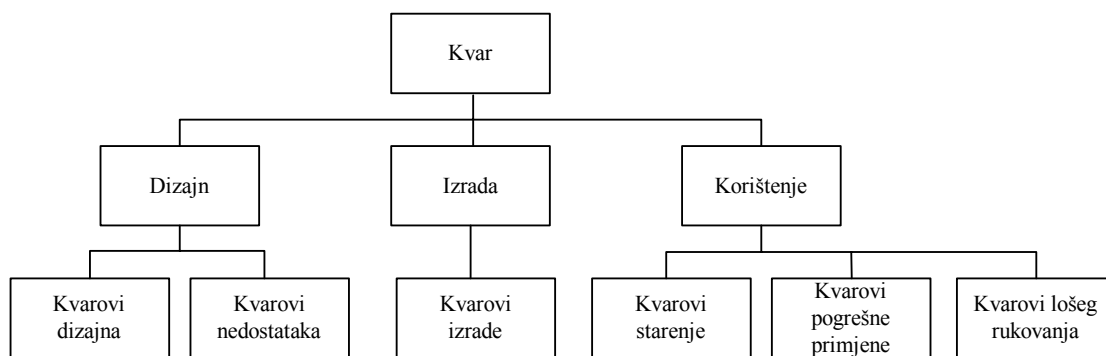 Kvar
Dizajn
Izrada
Korištenje
Kvarovi
dizajna
Kvarovi
nedostataka
Kvarovi
izrade
Kvarovi
starenje
Kvarovi
pogrešne
primjene
Kvarovi lošeg
rukovanja